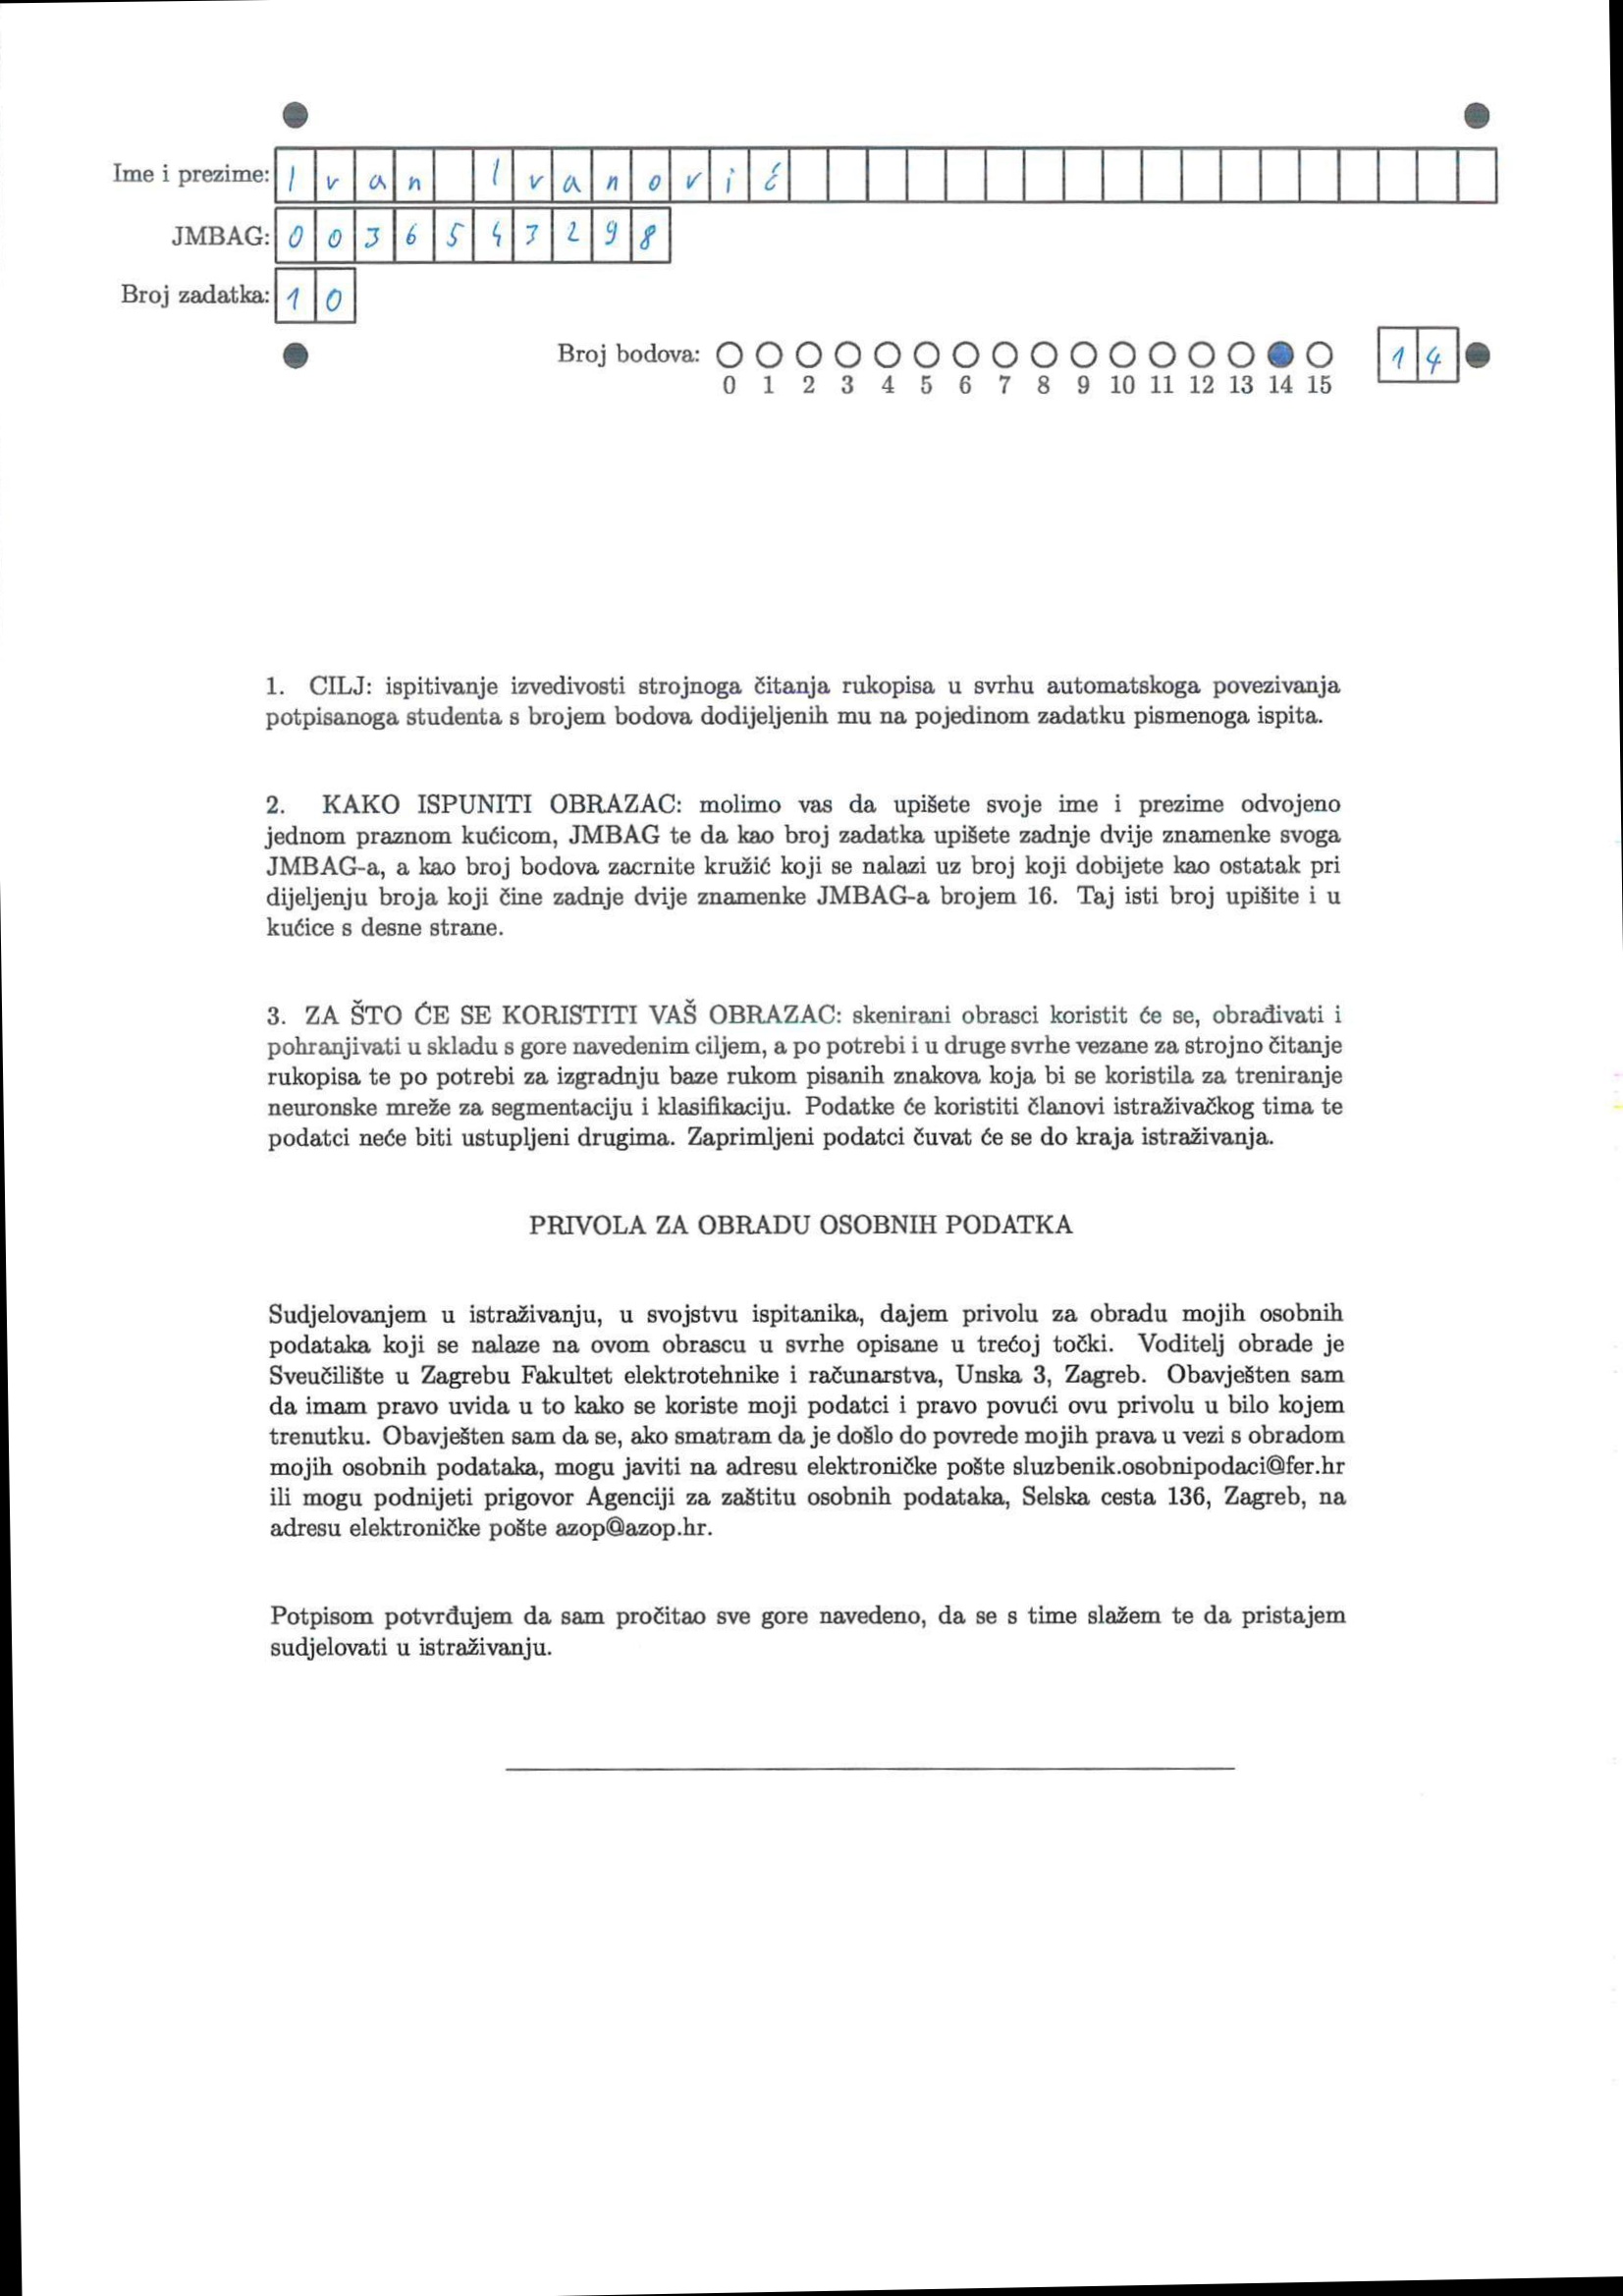 Ime i prezime: Ivan Ivanović
JMBAG: 0036543298
Broj zadatka: 10
Broj bodova: 14
0 1 2 3 4 5 6 7 8 9 10 11 12 13 14 15
1. CILJ: ispitivanje izvedivosti strojnoga čitanja rukopisa u svrhu automatskoga povezivanja
potpisanoga studenta s brojem bodova dodijeljenih mu na pojedinom zadatku pismenoga ispita.
2. KAKO ISPUNITI OBRAZAC: molimo vas da upišete svoje ime i prezime odvojeno
jednom praznom kućicom, JMBAG te da kao broj zadatka upišete zadnje dvije znamenke svoga
JMBAG-a, a kao broj bodova zacrnite kružić koji se nalazi uz broj koji dobijete kao ostatak pri
dijeljenju broja koji čine zadnje dvije znamenke JMBAG-a brojem 16. Taj isti broj upišite i u
kućice s desne strane.
3. ZA ŠTO ĆE SE KORISTITI VAŠ OBRAZAC: skenirani obrasci koristit će se, obrađivati i
pohranjivati u skladu s gore navedenim ciljem, a po potrebi i u druge svrhe vezane za strojno čitanje
rukopisa te po potrebi za izgradnju baze rukom pisanih znakova koja bi se koristila za treniranje
neuronske mreže za segmentaciju i klasifikaciju. Podatke će koristiti članovi istraživačkog tima te
podatci neće biti ustupljeni drugima. Zaprimljeni podatci čuvat će se do kraja istraživanja.
PRIVOLA ZA OBRADU OSOBNIH PODATKA
Sudjelovanjem u istraživanju, u svojstvu ispitanika, dajem privolu za obradu mojih osobnih
podataka koji se nalaze na ovom obrascu u svrhe opisane u trećoj točki. Voditelj obrade je
Sveučilište u Zagrebu Fakultet elektrotehnike i računarstva, Unska 3, Zagreb. Obavješten sam
da imam pravo uvida u to kako se koriste moji podatci i pravo povući ovu privolu u bilo kojem
trenutku. Obavješten sam da se, ako smatram da je došlo do povrede mojih prava u vezi s obradom
mojih osobnih podataka, mogu javiti na adresu elektroničke pošte sluzbenik.osobnipodaci@fer.hr
ili mogu podnijeti prigovor Agenciji za zaštitu osobnih podataka, Selska cesta 136, Zagreb, na
adresu elektroničke pošte azop@azop.hr.
Potpisom potvrđujem da sam pročitao sve gore navedeno, da se s time slažem te da pristajem
sudjelovati u istraživanju.